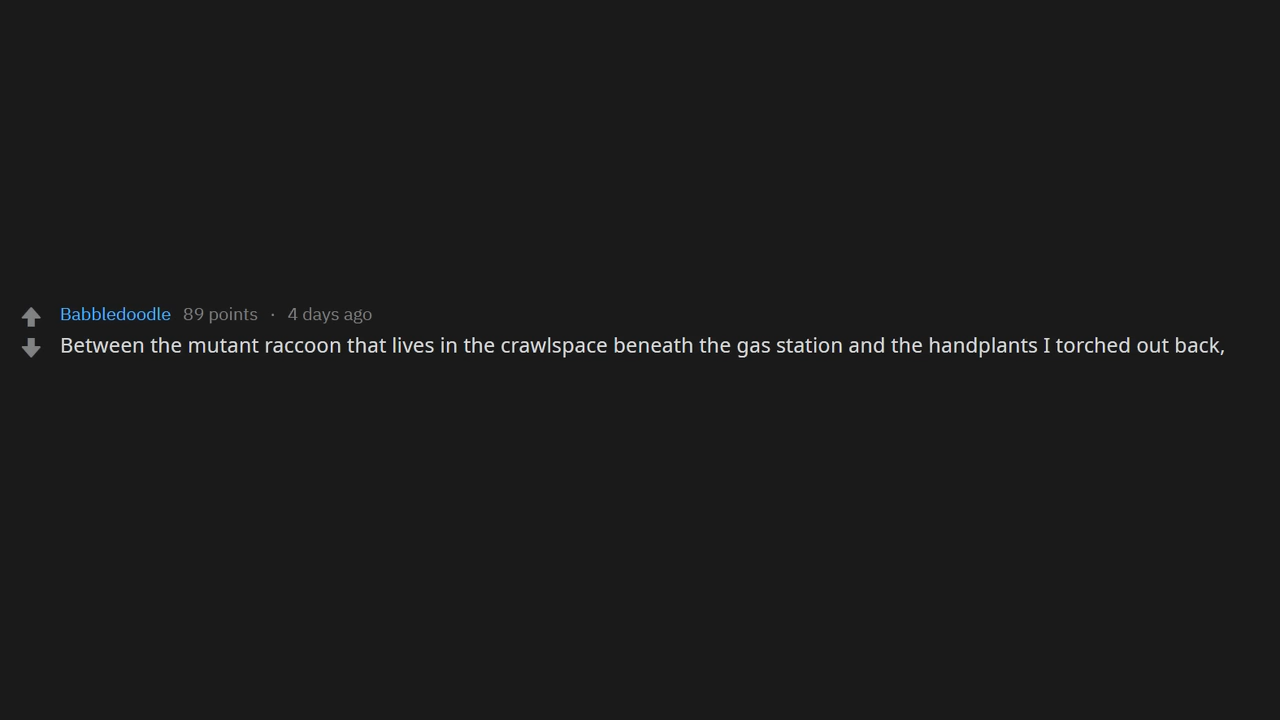 Babbledoodle 89 points · 4 days ago
Between the mutant raccoon that lives in the crawlspace beneath the gas station and the handplants I torched out back,